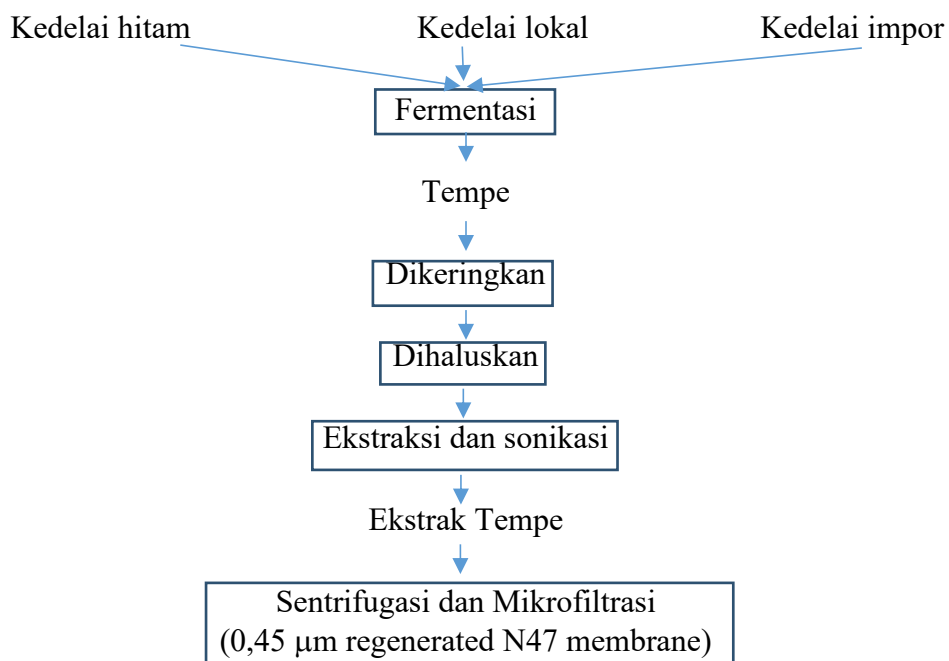 Kedelai hitam
Kedelai lokal
Kedelai impor
Fermentasi
Tempe
Dikeringkan
Dihaluskan
Ekstraksi dan sonikasi
Ekstrak Tempe
Sentrifugasi dan Mikrofiltrasi
(0,45 μm regenerated N47 membrane)